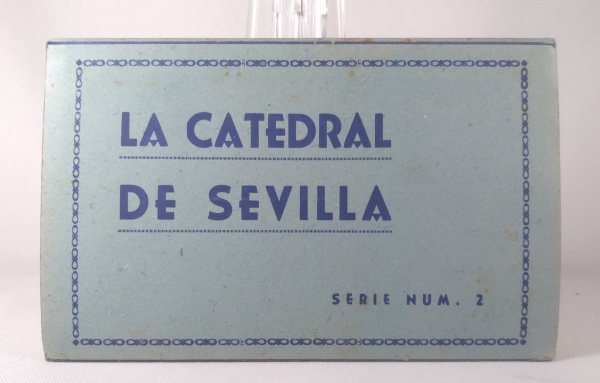 LA CATEDRAL
DE SEVILLA
SERIE NUM. 2